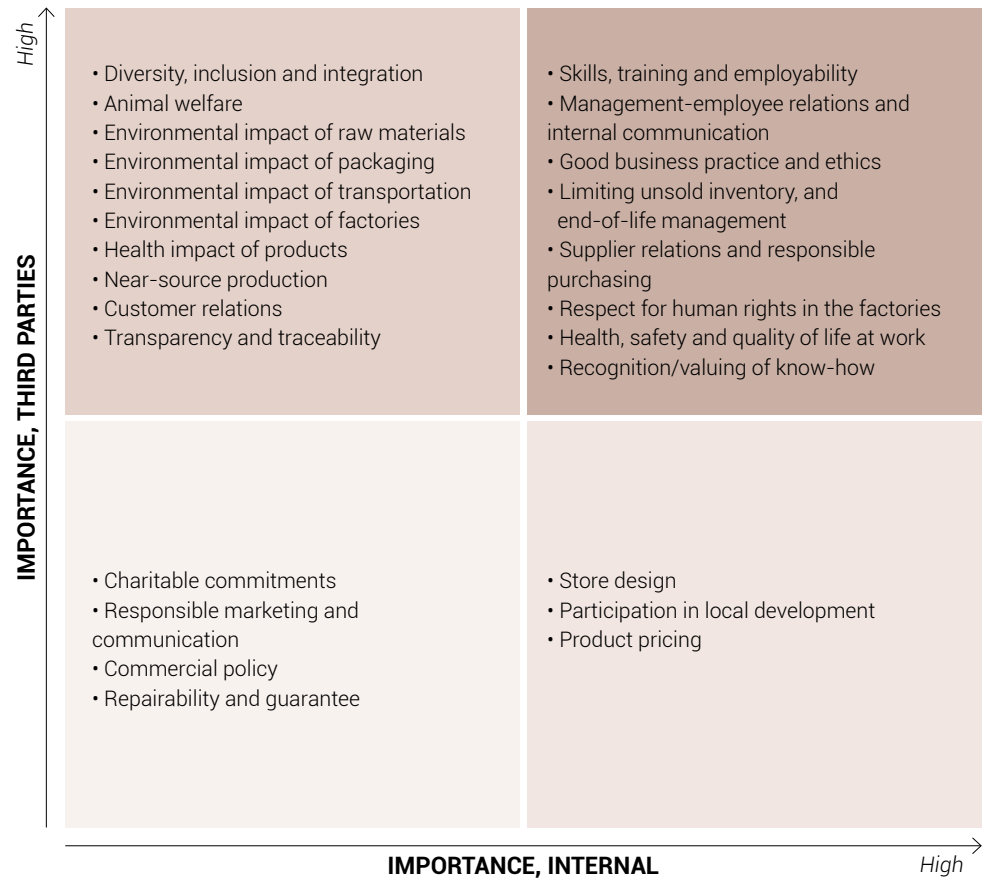 High
IMPORTANCE, THIRD PARTIES
• Diversity, inclusion and integration
• Animal welfare
• Environmental impact of raw materials
• Environmental impact of packaging
• Environmental impact of transportation
• Environmental impact of factories
• Health impact of products
• Near-source production
• Customer relations
• Transparency and traceability
• Skills, training and employability
• Management-employee relations and
internal communication
• Good business practice and ethics
• Limiting unsold inventory, and
end-of-life management
• Supplier relations and responsible
purchasing
• Respect for human rights in the factories
• Health, safety and quality of life at work
• Recognition/valuing of know-how
• Charitable commitments
• Responsible marketing and
communication
• Commercial policy
• Repairability and guarantee
• Store design
• Participation in local development
• Product pricing
IMPORTANCE, INTERNAL
High